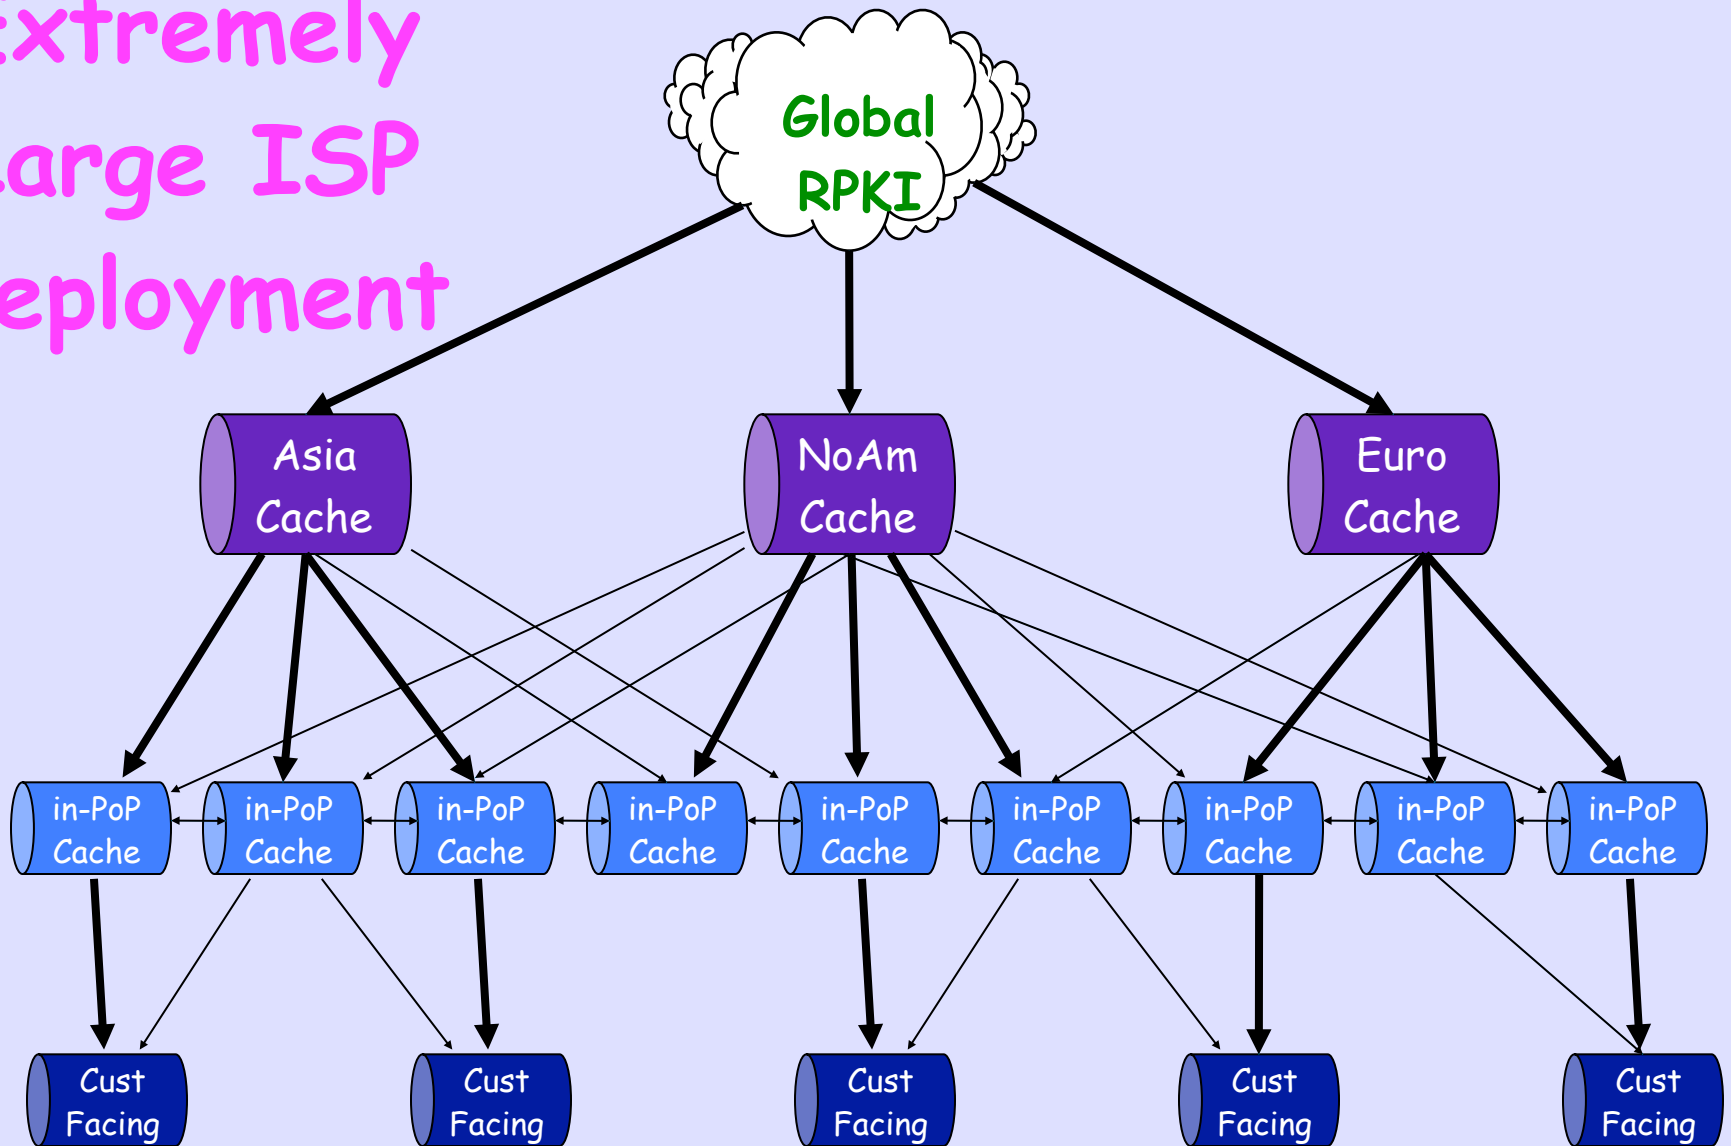 Extremely
Large ISP
eployment
Global
RPKI
Asia
Cache
NoAm
Cache
Euro
Cache
in-PoP
Cache
in-PoP
Cache
in-PoP
Cache
in-PoP
Cache
in-PoP
Cache
in-PoP
Cache
in-PoP
Cache
in-PoP
Cache
in-PoP
Cache
Cust
Facing
Cust
Facing
Cust
Facing
Cust
Facing
Cust
Facing